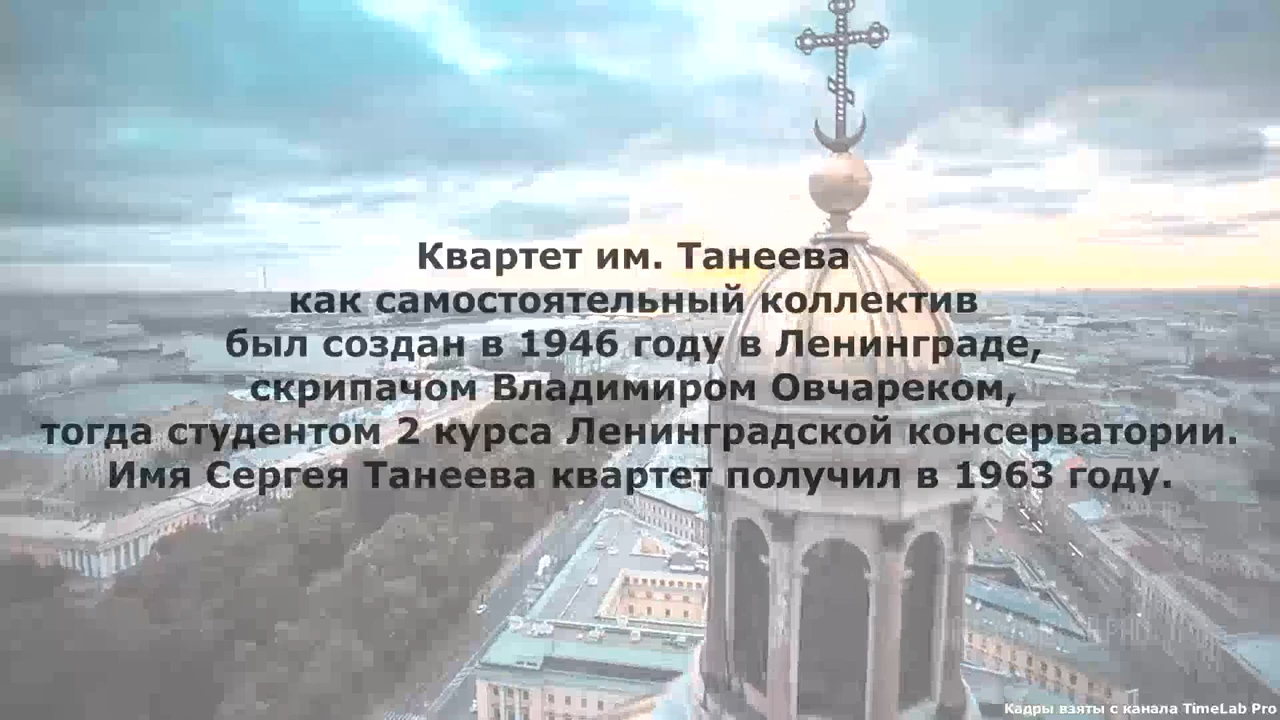 Квартет им. Танеева
как самостоятельный коллектив
был создан в 1946 году в Ленинграде,
скрипачом Владимиром Овчареком,
тогда студентом 2 курса Ленинградской консерватории.
Имя Сергея Танеева квартет получил в 1963 году.
Кадры взяты с канала TimeLab Pro